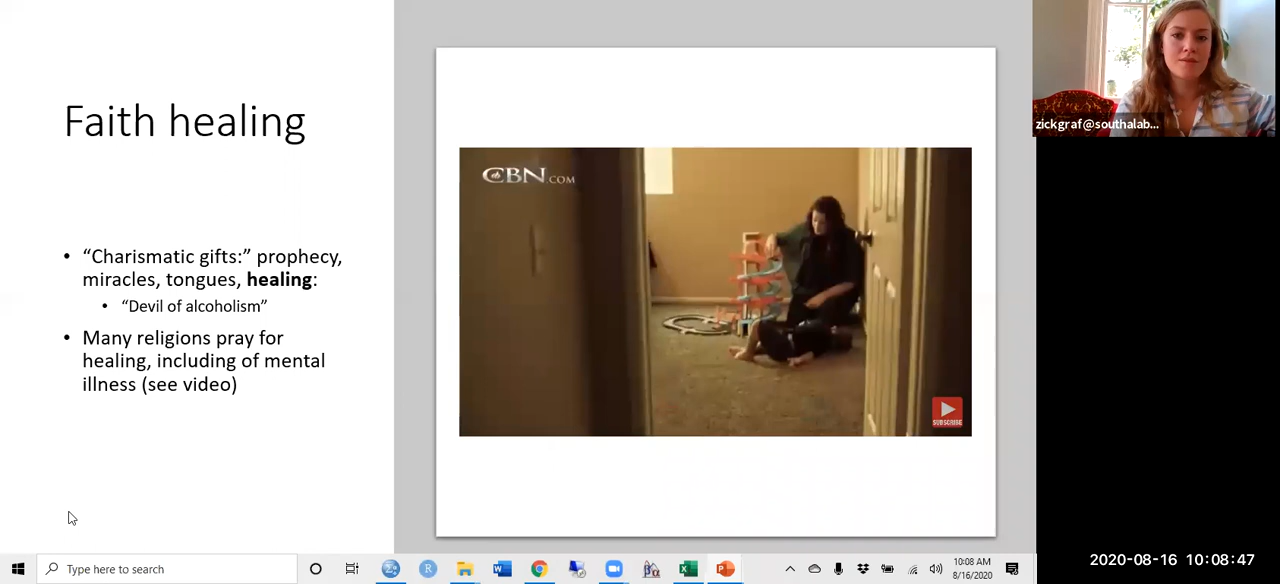 Faith healing
• “Charismatic gifts:” prophecy,
miracles, tongues, healing:
• “Devil of alcoholism”
• Many religions pray for
healing, including of mental
illness (see video)
CBN.COM
SUBSCRIBE
zickgraf@southalab...
Type here to search
10:08 AM
8/16/2020
2020-08-16 10:08:47